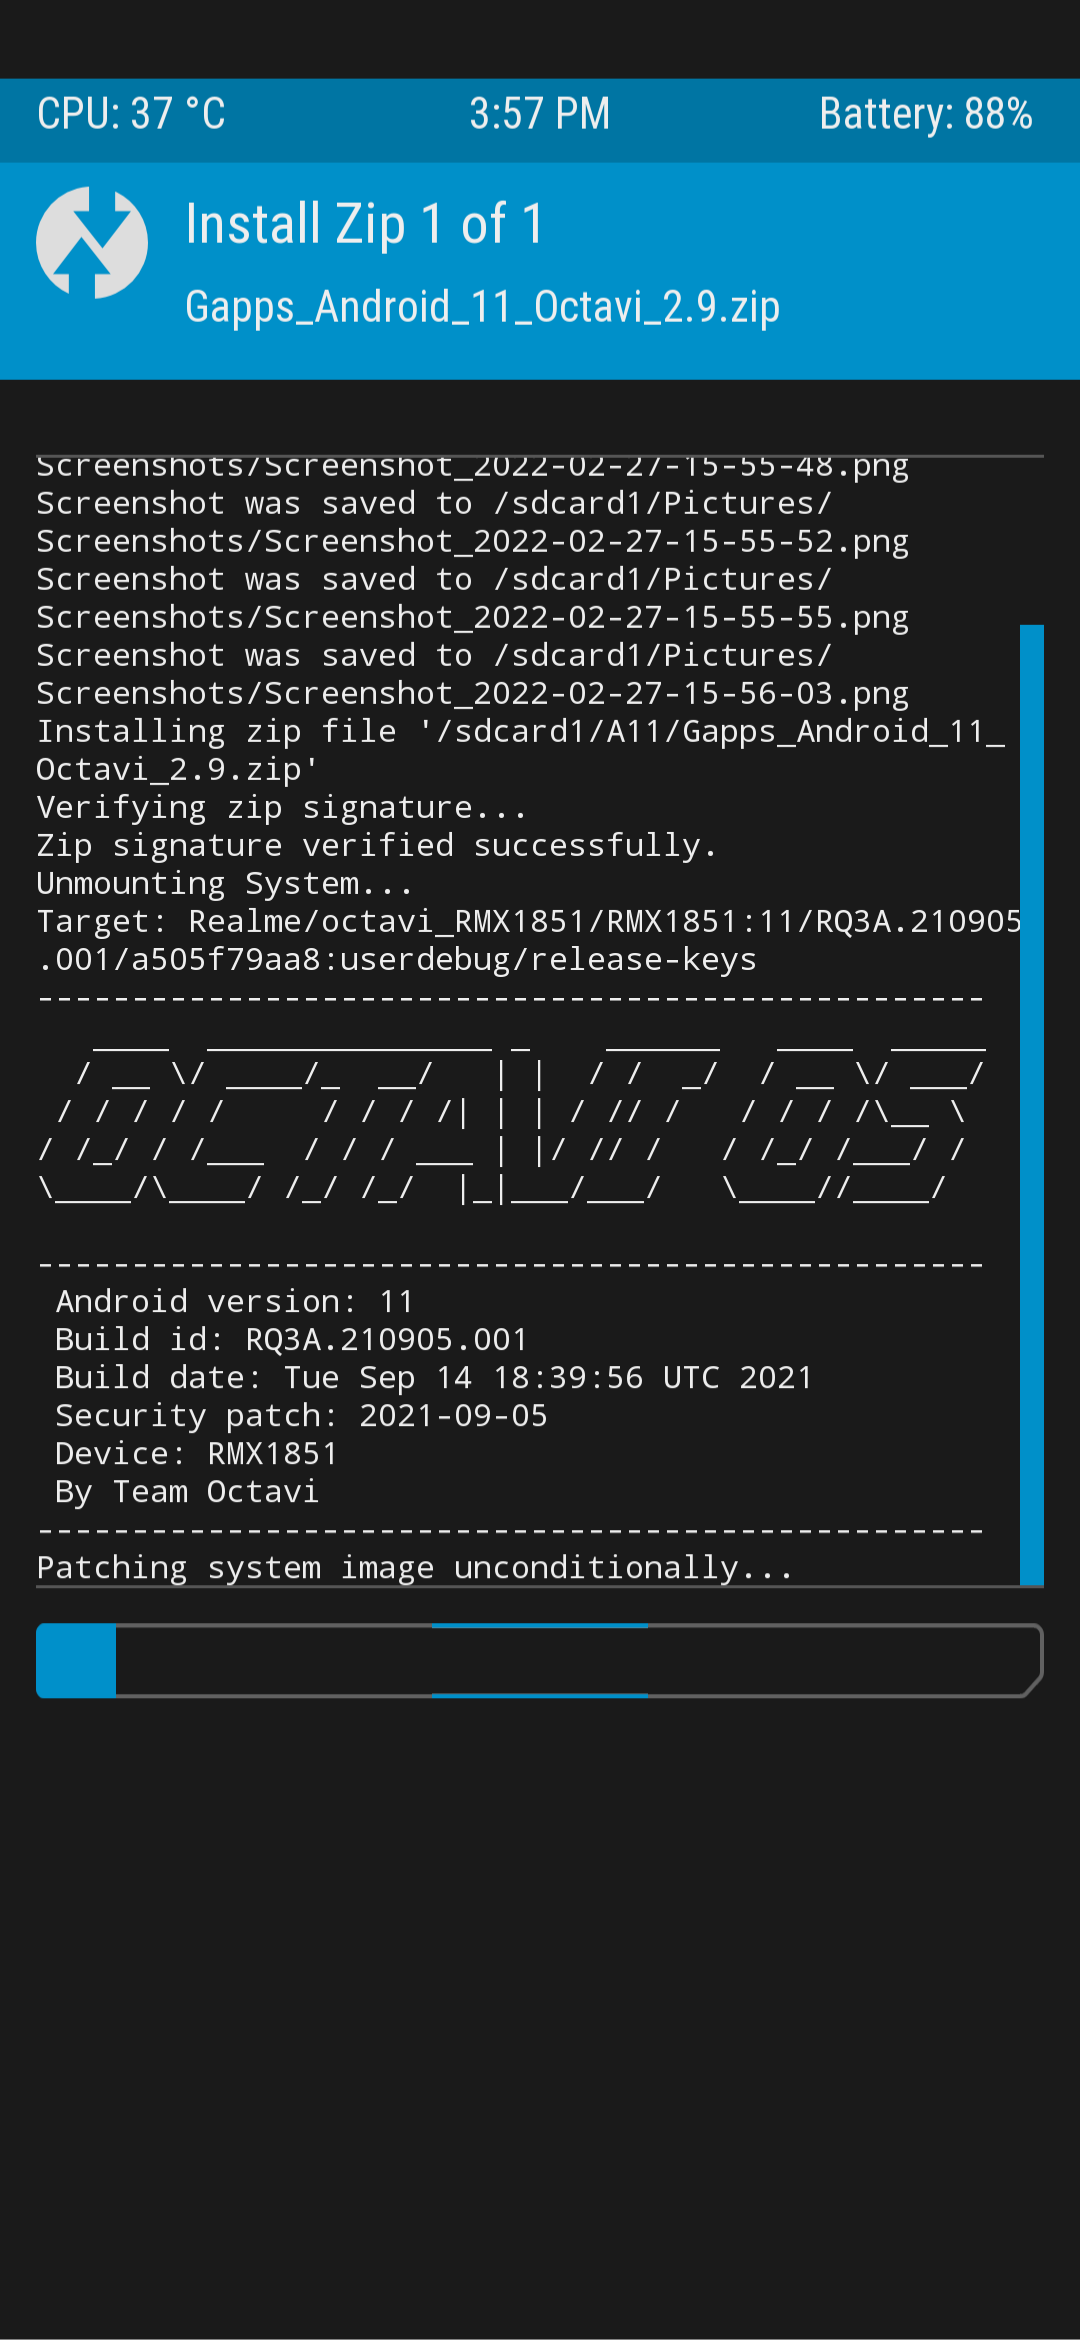 CPU: 37 °C 3:57 PM Battery: 88%
Install Zip 1 of 1
Gapps_Android_11_Octavi_2.9.zip
Screenshots/Screenshot_2022-02-27-15-55-48.png
Screenshot was saved to /sdcard1/Pictures/
Screenshots/Screenshot_2022-02-27-15-55-52.png
Screenshot was saved to /sdcard1/Pictures/
Screenshots/Screenshot_2022-02-27-15-55-55.png
Screenshot was saved to /sdcard1/Pictures/
Screenshots/Screenshot_2022-02-27-15-56-03.png
Installing zip file '/sdcard1/A11/Gapps_Android_11_
Octavi_2.9.zip'
Verifying zip signature...
Zip signature verified successfully.
Unmounting System...
Target: Realme/octavi_RMX1851/RMX1851:11/RQ3A.210905
.001/a505f79aa8:userdebug/release-keys
--------------------------------------------------
OCTAVI OS
--------------------------------------------------
Android version: 11
Build id: RQ3A.210905.001
Build date: Tue Sep 14 18:39:56 UTC 2021
Security patch: 2021-09-05
Device: RMX1851
By Team Octavi
--------------------------------------------------
Patching system image unconditionally...